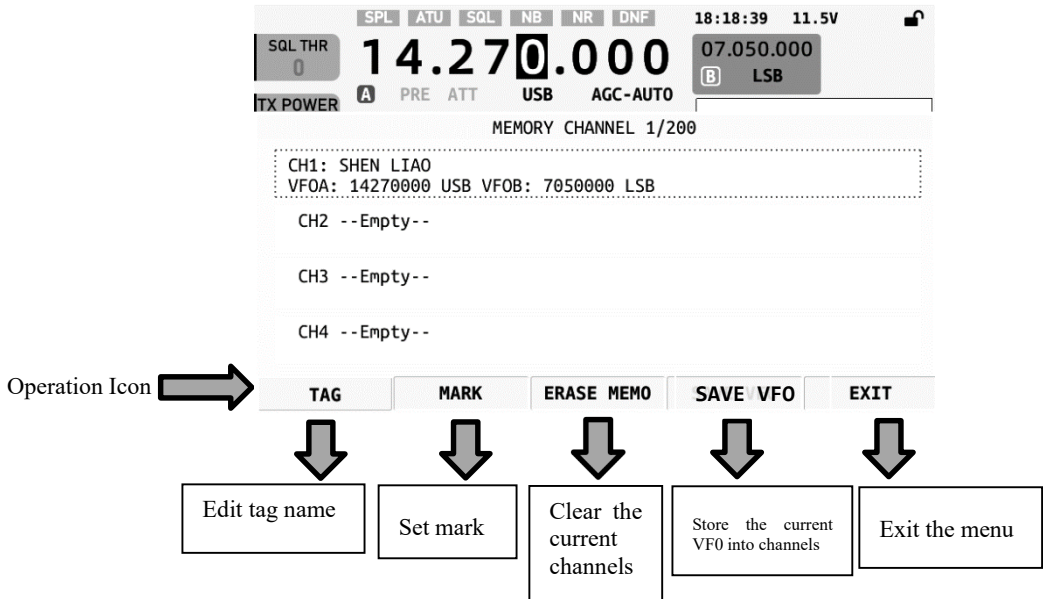 SPL ATU SQL NB NR DNF 18:18:39 11.5V
SQL THR
0
14.270.000
07.050.000
B LSB
TX POWER
A PRE ATT USB AGC-AUTO
MEMORY CHANNEL 1/200
CH1: SHEN LIAO
VFOA: 14270000 USB VFOB: 7050000 LSB
CH2 --Empty--
CH3 --Empty--
CH4 --Empty--
Operation Icon
TAG MARK ERASE MEMO SAVE VFO EXIT
Edit tag name
Set mark
Clear the
current
channels
Store the current
VF0 into channels
Exit the menu